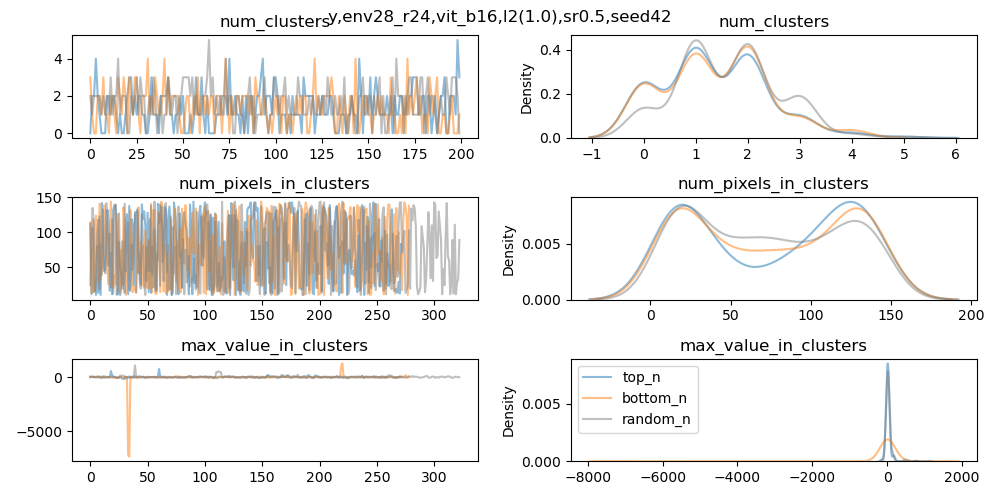 y,env28_r24,vit_b16,l2(1.0),sr0.5,seed42
num_clusters
4
2
0
0 25 50 75 100 125 150 175 200
num_clusters
Density
0.4
0.2
0.0
−1 0 1 2 3 4 5 6
num_pixels_in_clusters
150
100
50
0 50 100 150 200 250 300
num_pixels_in_clusters
Density
0.005
0.000
0 50 100 150 200
max_value_in_clusters
0
−5000
0 50 100 150 200 250 300
max_value_in_clusters
Density
0.005
0.000
top_n
bottom_n
random_n
−8000 −6000 −4000 −2000 0 2000